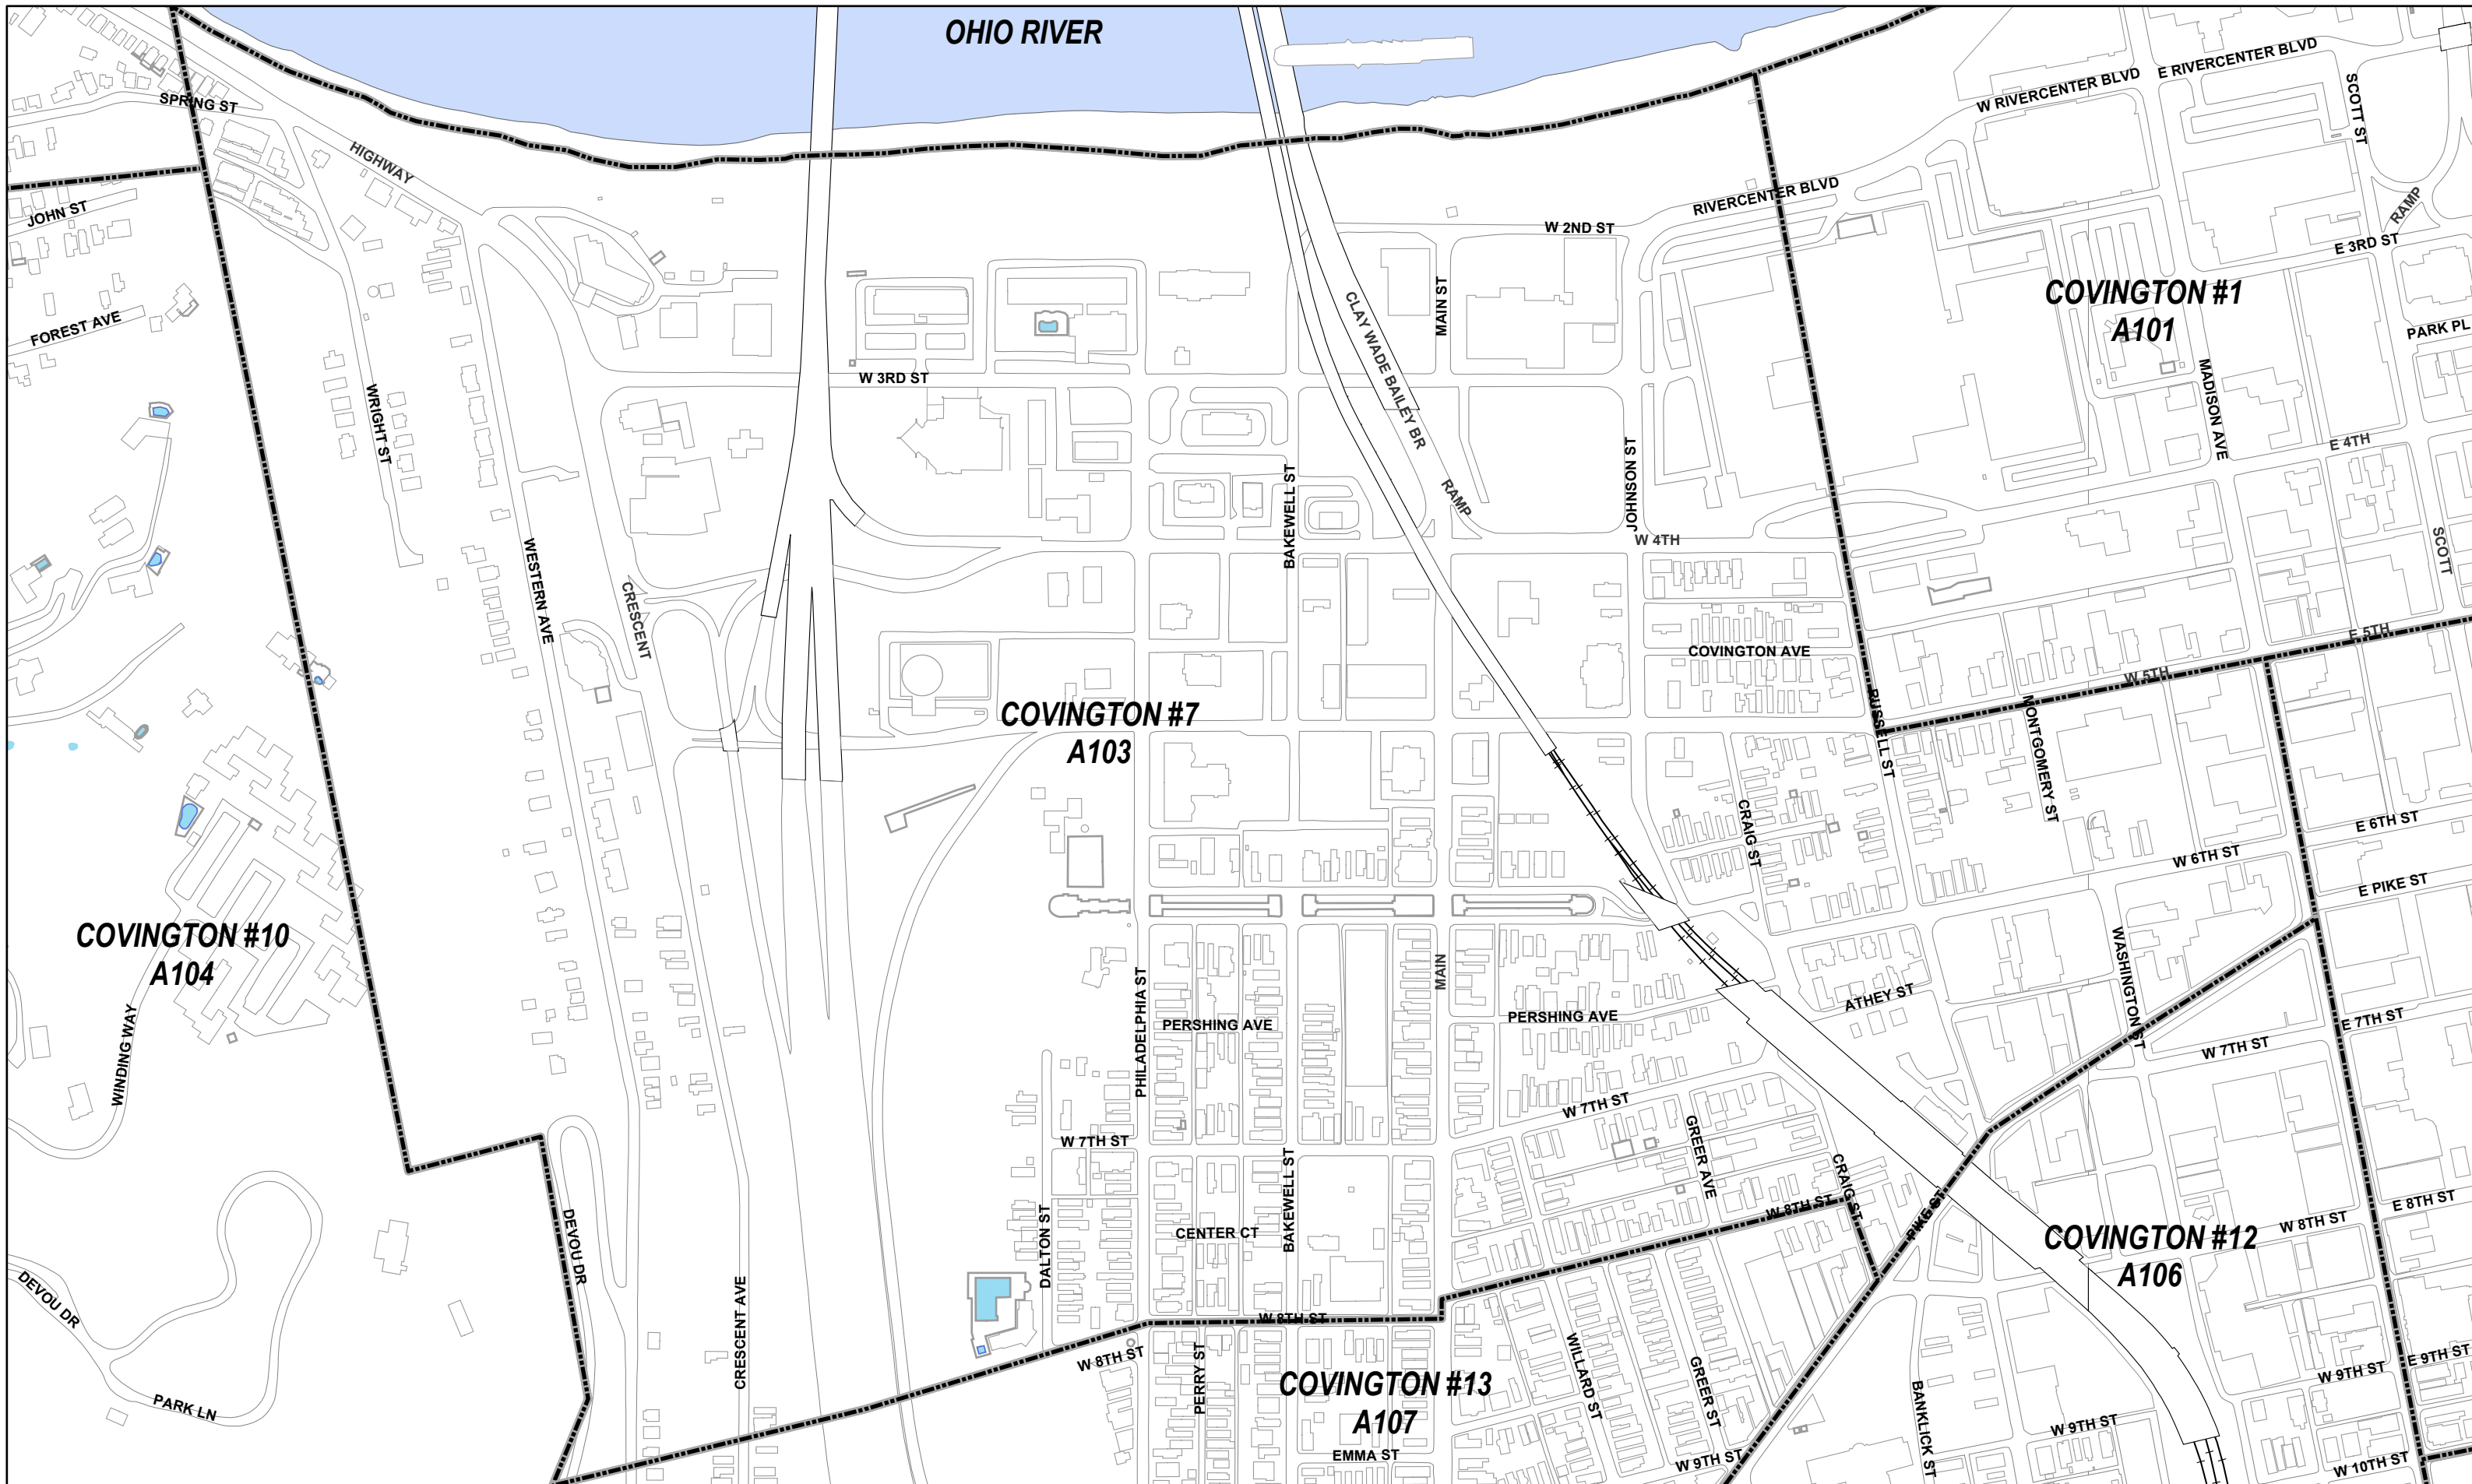 OHIO RIVER
SPRING ST
HIGHWAY
W RIVERCENTER BLVD
E RIVERCENTER BLVD
SCOTT ST
JOHN ST
RIVERCENTER BLVD
RAMP
W 2ND ST
E 3RD ST
COVINGTON #1
A101
FOREST AVE
MAIN ST
CLAY WADE BAILEY BR
PARK PL
W 3RD ST
WRIGHT ST
MADISON AVE
E 4TH
BAKEWELL ST
RAMP
JOHNSON ST
W 4TH
SCOTT
WESTERN AVE
CRESCENT
COVINGTON AVE
E 5TH
W 5TH
RUSSELL ST
MONTGOMERY ST
COVINGTON #7
A103
CRAIG ST
E 6TH ST
W 6TH ST
E PIKE ST
COVINGTON #10
A104
WINDING WAY
PHILADELPHIA ST
MAIN
WASHINGTON ST
ATHEY ST
PERSHING AVE
PERSHING AVE
E 7TH ST
W 7TH ST
W 7TH ST
W 7TH ST
GREER AVE
CRAIG ST
BAKEWELL ST
W 8TH ST
PIKE ST
E 8TH ST
W 8TH ST
DEVOU DR
DALTON ST
CENTER CT
COVINGTON #12
A106
DEVOU DR
CRESCENT AVE
W 8TH ST
W 8TH ST
PERRY ST
COVINGTON #13
A107
WILLARD ST
GREER ST
BANKLICK ST
E 9TH ST
W 9TH ST
PARK LN
W 9TH ST
EMMA ST
W 9TH ST
W 10TH ST